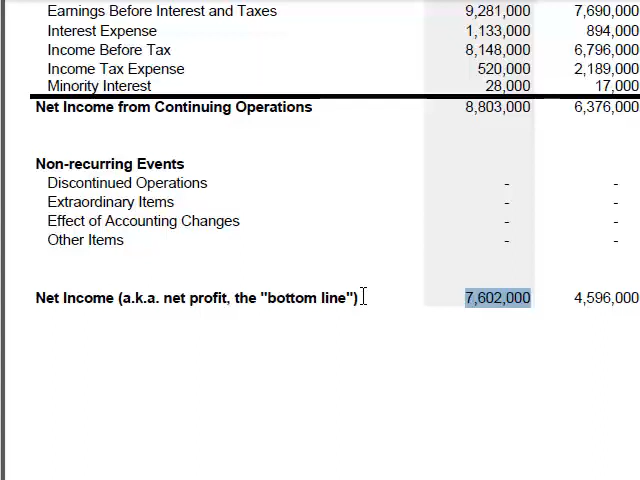 Earnings Before Interest and Taxes 9,281,000 7,690,000
Interest Expense 1,133,000 894,000
Income Before Tax 8,148,000 6,796,000
Income Tax Expense 520,000 2,189,000
Minority Interest 28,000 17,000
Net Income from Continuing Operations 8,803,000 6,376,000
Non-recurring Events
Discontinued Operations - -
Extraordinary Items - -
Effect of Accounting Changes - -
Other Items - -
Net Income (a.k.a. net profit, the "bottom line") 7,602,000 4,596,000